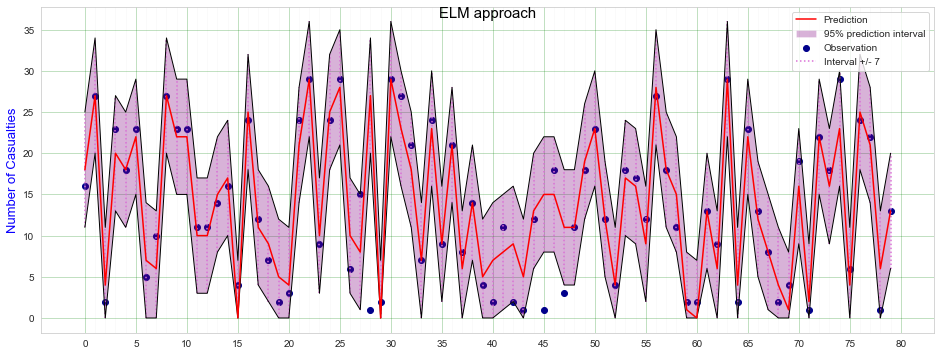 ELM approach
Prediction
95% prediction interval
Observation
Interval +/- 7
Number of Casualties
35
30
25
20
15
10
5
0
0 5 10 15 20 25 30 35 40 45 50 55 60 65 70 75 80